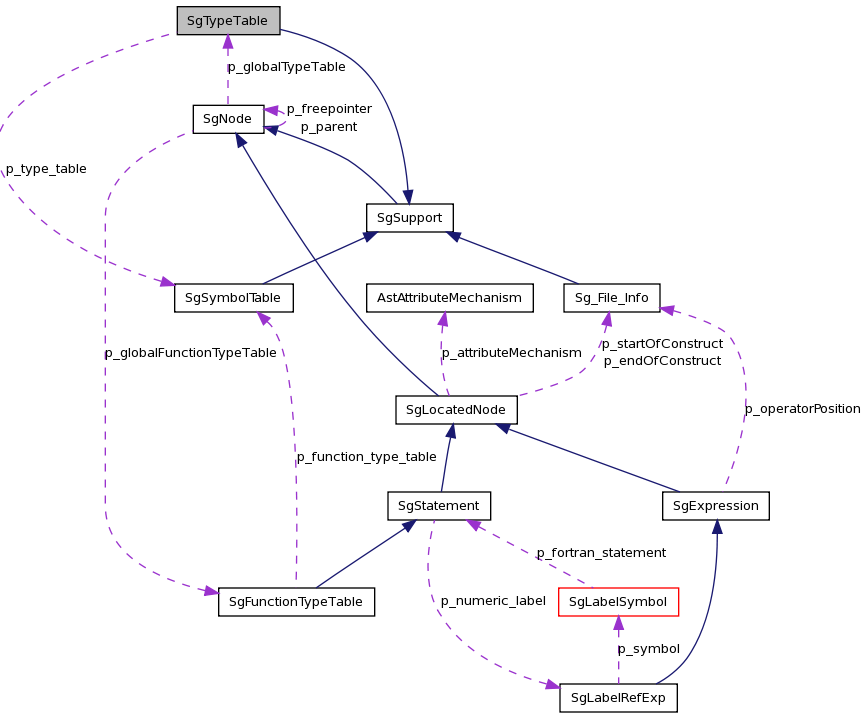 SgTypeTable
p_globalTypeTable
SgNode
p_freepointer
p_parent
p_type_table
SgSupport
SgSymbolTable
AstAttributeMechanism
Sg_File_Info
p_globalFunctionTypeTable
p_attributeMechanism
p_startOfConstruct
p_endOfConstruct
SgLocatedNode
p_operatorPosition
p_function_type_table
SgStatement
SgExpression
p_fortran_statement
SgFunctionTypeTable
p_numeric_label
SgLabelSymbol
p_symbol
SgLabelRefExp